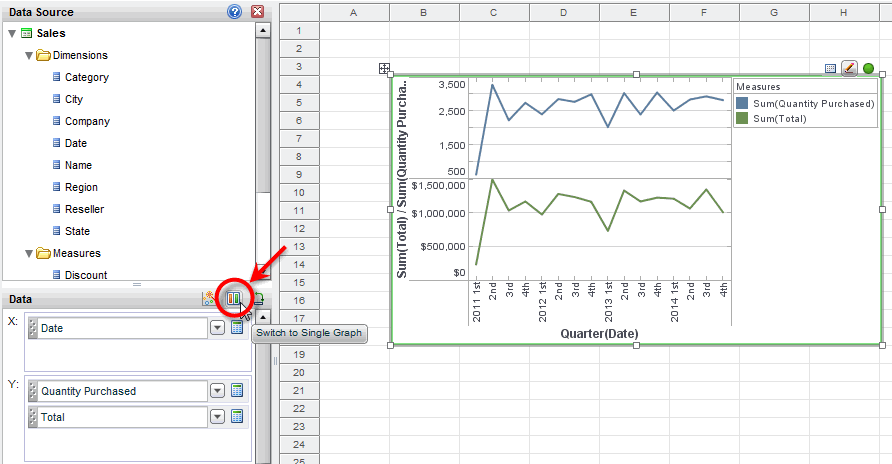 Data Source
Sales
Dimensions
Category
City
Company
Date
Name
Region
Reseller
State
Measures
Discount
Data
Switch to Single Graph
X:
Date
Y:
Quantity Purchased
Total
A B C D E F G H
1
2
3
4
5
6
7
8
9
10
11
12
13
14
15
16
17
19
20
21
22
23
24
25
Sum(Total) / Sum(Quantity Purcha..
3,500
2,500
1,500
500
$1,500,000
$1,000,000
$500,000
$0
2011 1st
2nd
3rd
4th
2012 1st
2nd
3rd
4th
2013 1st
2nd
3rd
4th
2014 1st
2nd
3rd
4th
Quarter(Date)
Measures
Sum(Quantity Purchased)
Sum(Total)